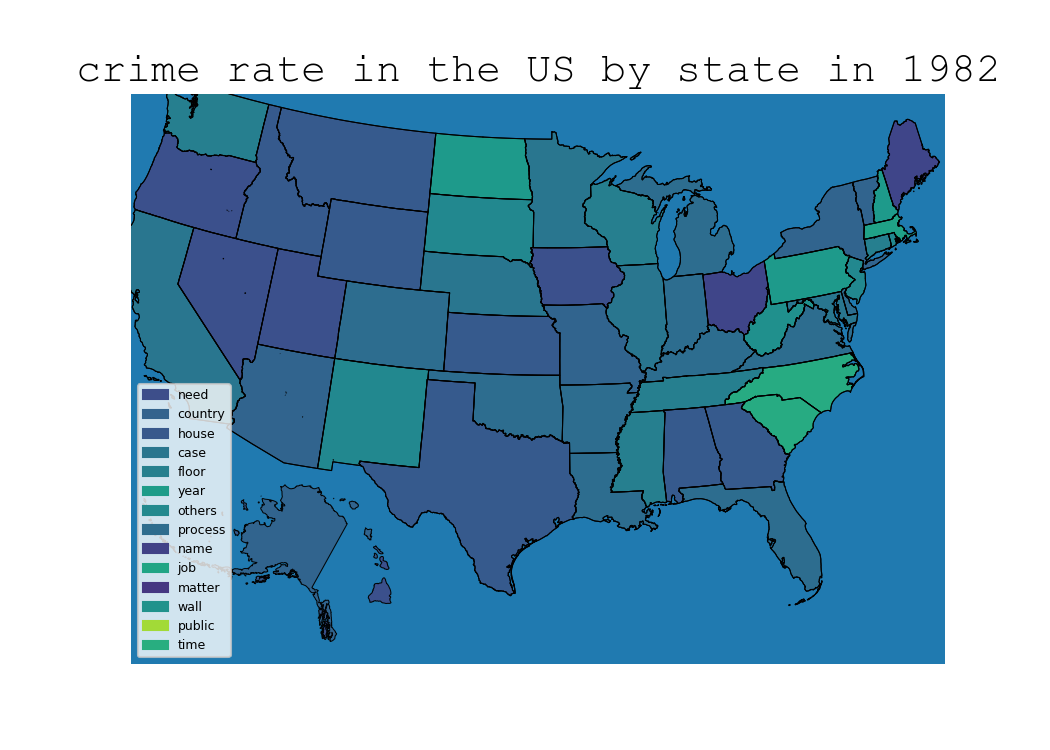 crime rate in the US by state in 1982
need
country
house
case
floor
year
others
process
name
job
matter
wall
public
time